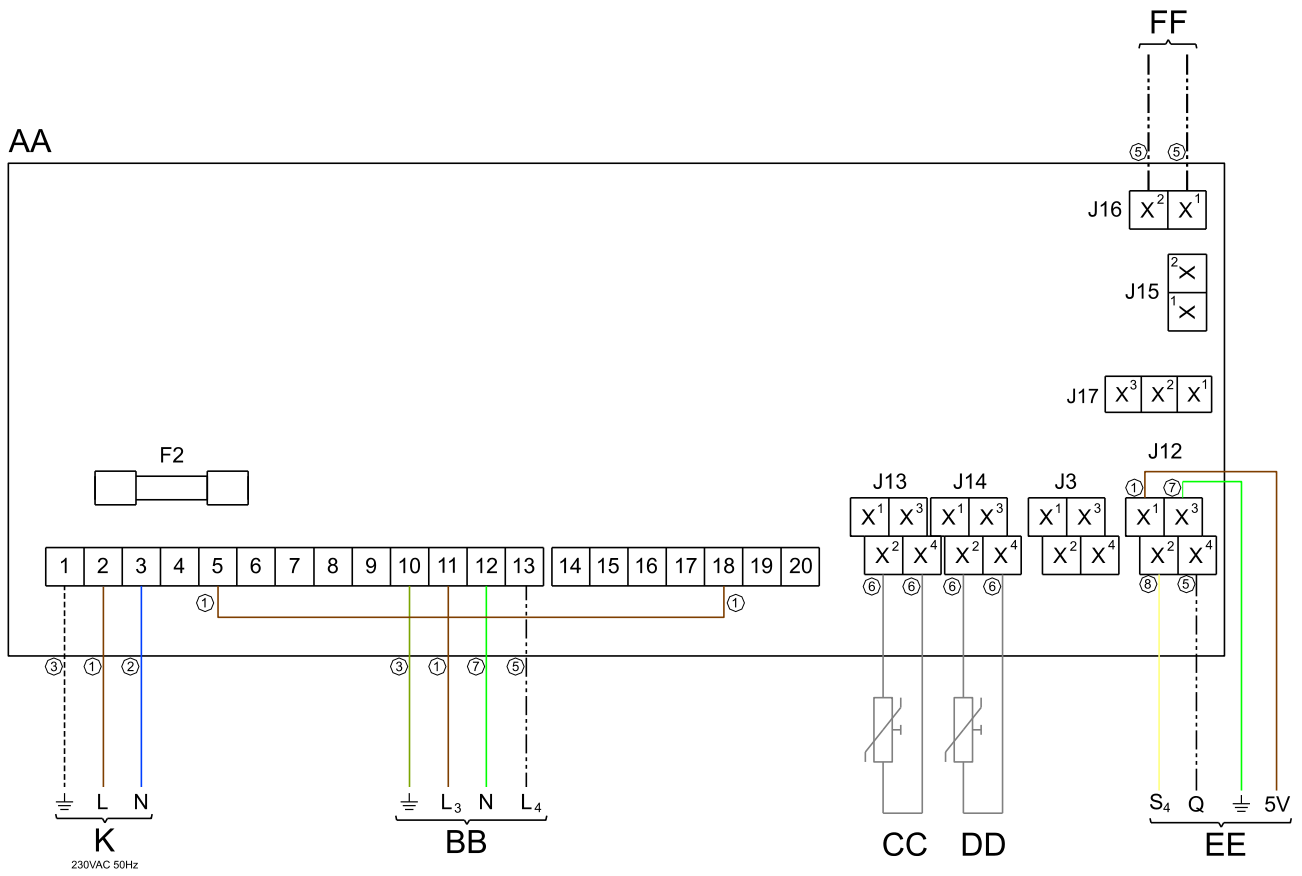 FF
AA
5 5
J16 X2 X1
2 X
J15
1 X
J17 X3 X2 X1
F2
J12
J13 J14 J3
1 7
X1 X3 X1 X3 X1 X3 X1 X3
X2 X4 X2 X4 X2 X4 X2 X4
1 2 3 4 5 6 7 8 9 10 11 12 13 14 15 16 17 18 19 20
6 6 6 6 8 5
1 1
3 1 2 3 1 7 5
L N L3 N L4 S4 Q 5V
K BB CC DD EE
230VAC 50Hz